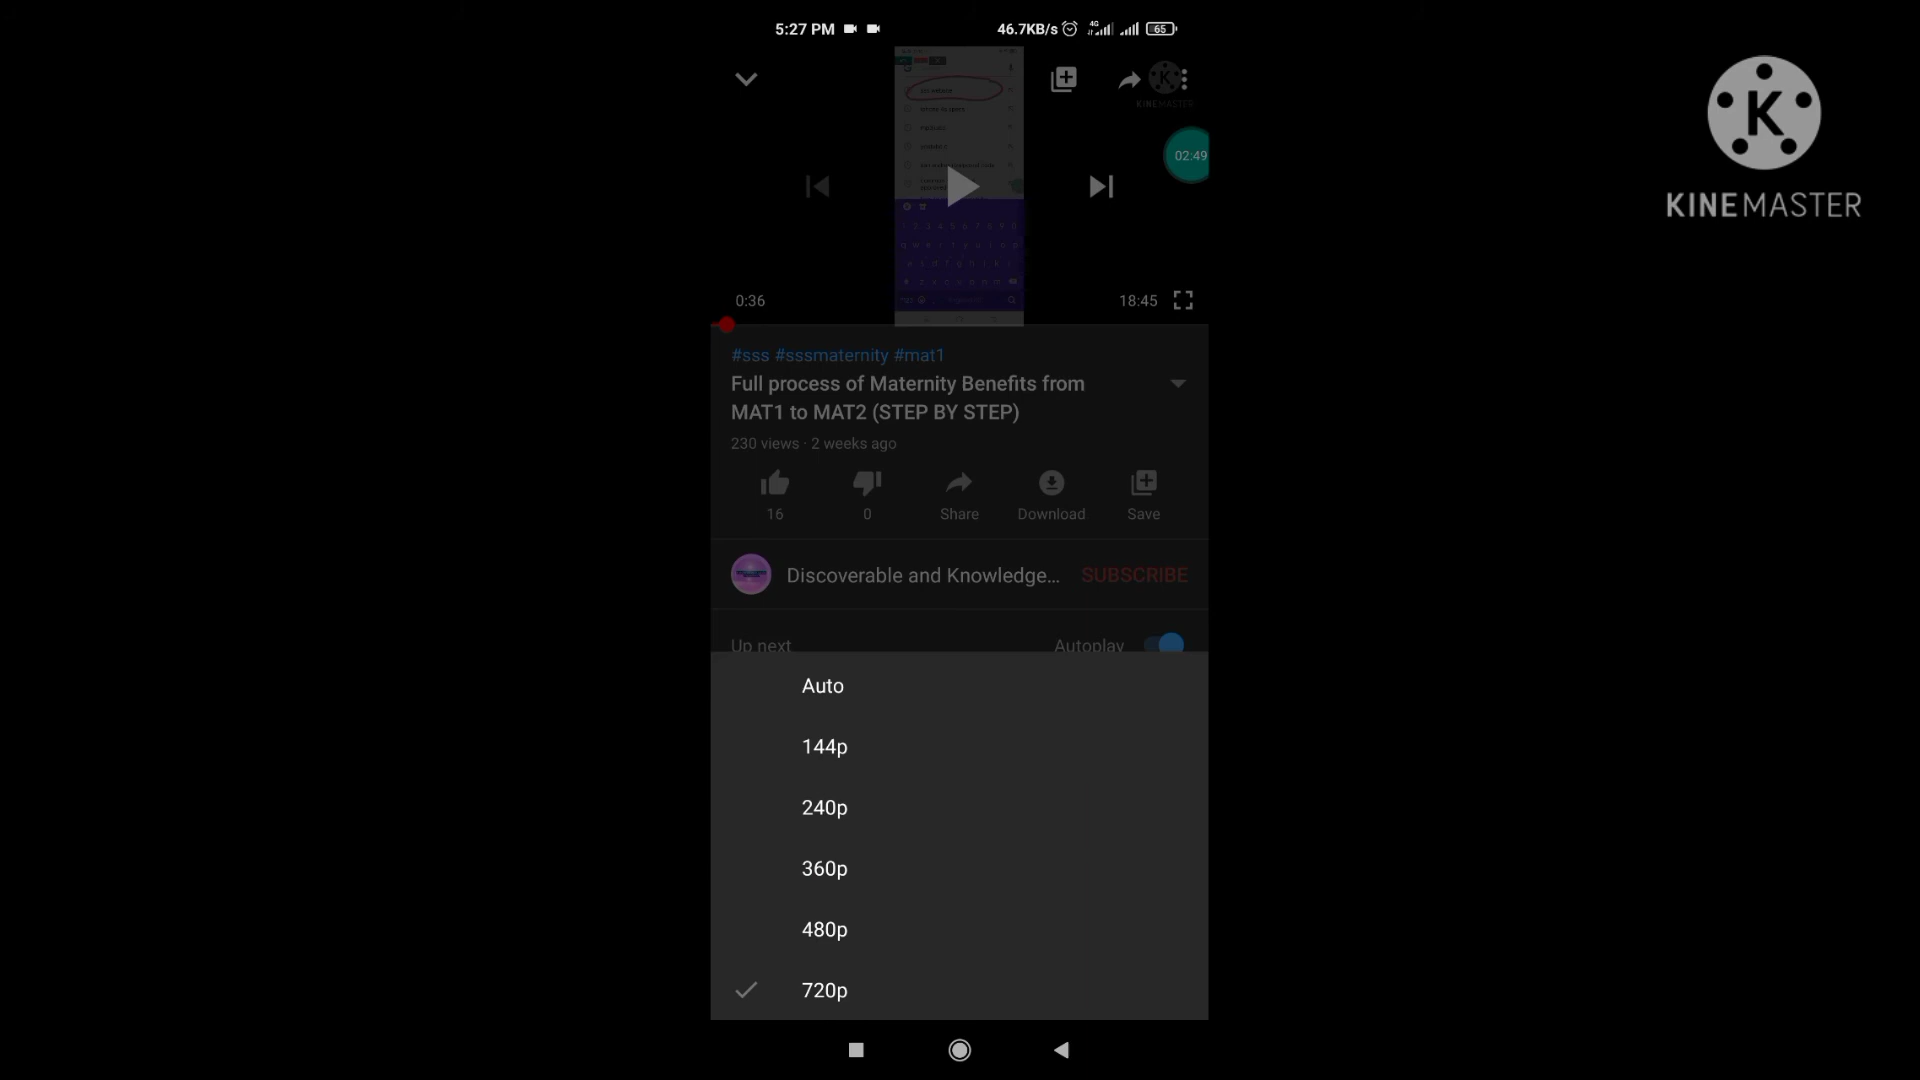 5:27 PM 46.7KB/s 4G 65
KINEMASTER
K
KINEMASTER
02:49
0:36 18:45
#sss #sssmaternity #mat1
Full process of Maternity Benefits from
MAT1 to MAT2 (STEP BY STEP)
230 views · 2 weeks ago
16 0 Share Download Save
Discoverable and Knowledge... SUBSCRIBE
Up next Autoplay
Auto
144p
240p
360p
480p
720p